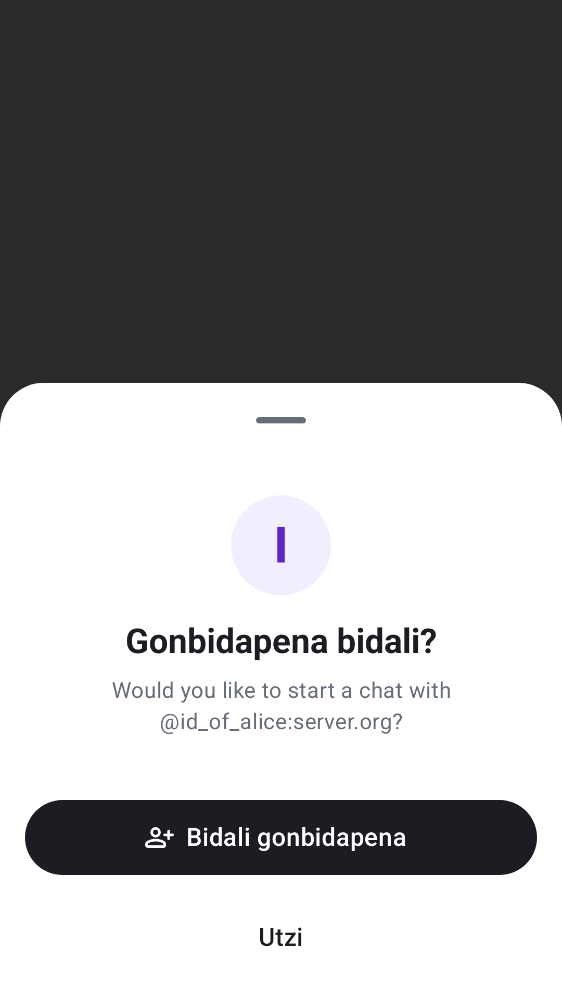 I
Gonbidapena bidali?
Would you like to start a chat with
@id_of_alice:server.org?
Bidali gonbidapena
Utzi